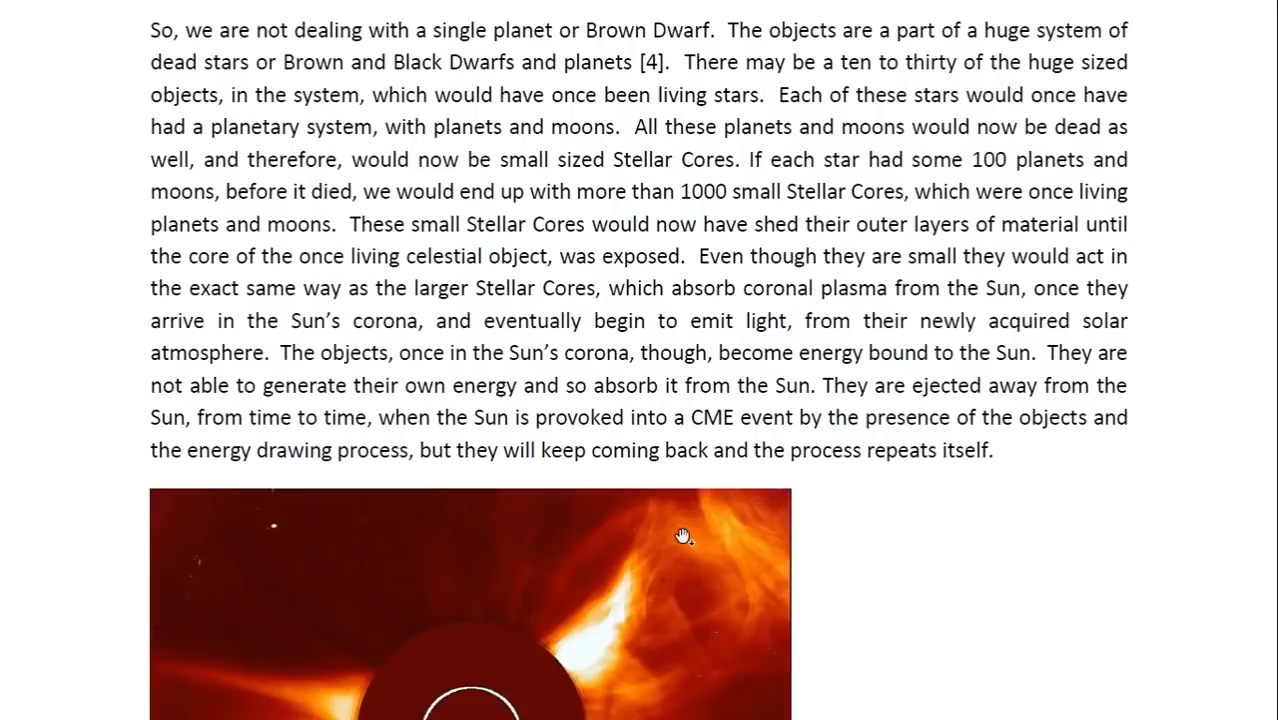 So, we are not dealing with a single planet or Brown Dwarf.  The objects are a part of a huge system of
dead stars or Brown and Black Dwarfs and planets [4].  There may be a ten to thirty of the huge sized
objects, in the system, which would have once been living stars.  Each of these stars would once have
had a planetary system, with planets and moons.  All these planets and moons would now be dead as
well, and therefore, would now be small sized Stellar Cores. If each star had some 100 planets and
moons, before it died, we would end up with more than 1000 small Stellar Cores, which were once living
planets and moons.  These small Stellar Cores would now have shed their outer layers of material until
the core of the once living celestial object, was exposed.  Even though they are small they would act in
the exact same way as the larger Stellar Cores, which absorb coronal plasma from the Sun, once they
arrive in the Sun’s corona, and eventually begin to emit light, from their newly acquired solar
atmosphere.  The objects, once in the Sun’s corona, though, become energy bound to the Sun.  They are
not able to generate their own energy and so absorb it from the Sun. They are ejected away from the
Sun, from time to time, when the Sun is provoked into a CME event by the presence of the objects and
the energy drawing process, but they will keep coming back and the process repeats itself.